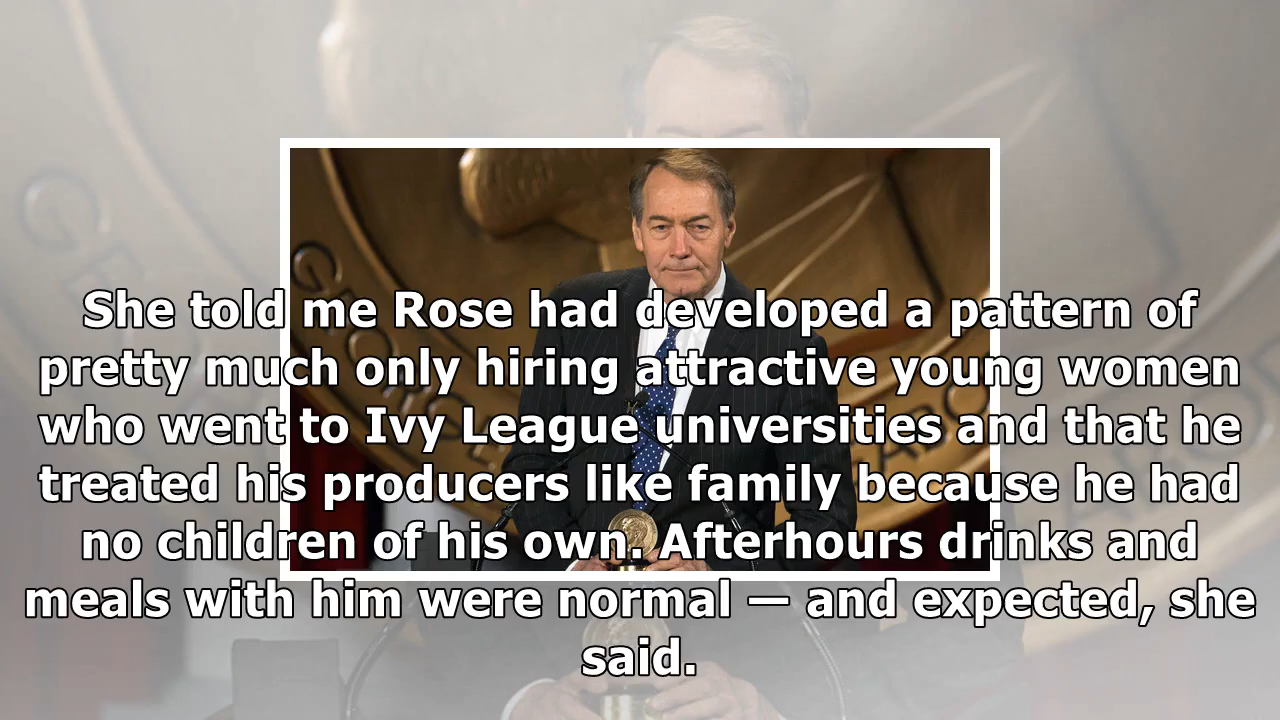 She told me Rose had developed a pattern of
pretty much only hiring attractive young women
who went to Ivy League universities and that he
treated his producers like family because he had
no children of his own. Afterhours drinks and
meals with him were normal — and expected, she
said.